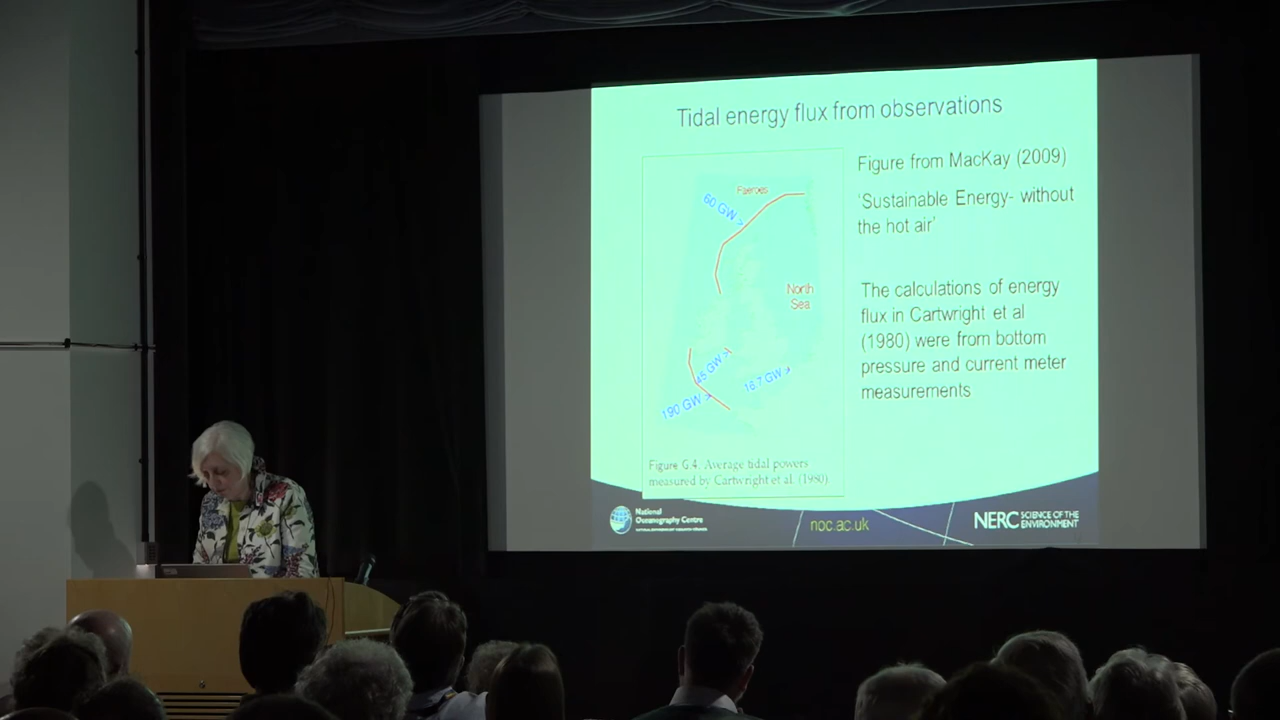 Tidal energy flux from observations
Figure from MacKay (2009)
'Sustainable Energy- without
the hot air'
The calculations of energy
flux in Cartwright et al
(1980) were from bottom
pressure and current meter
measurements
Faeroes
60 GW
North
Sea
45 GW
16.7 GW
190 GW
Figure G.4. Average tidal powers
measured by Cartwright et al. (1980)
National
Oceanography Centre
noc.ac.uk
NERC SCIENCE OF THE
ENVIRONMENT